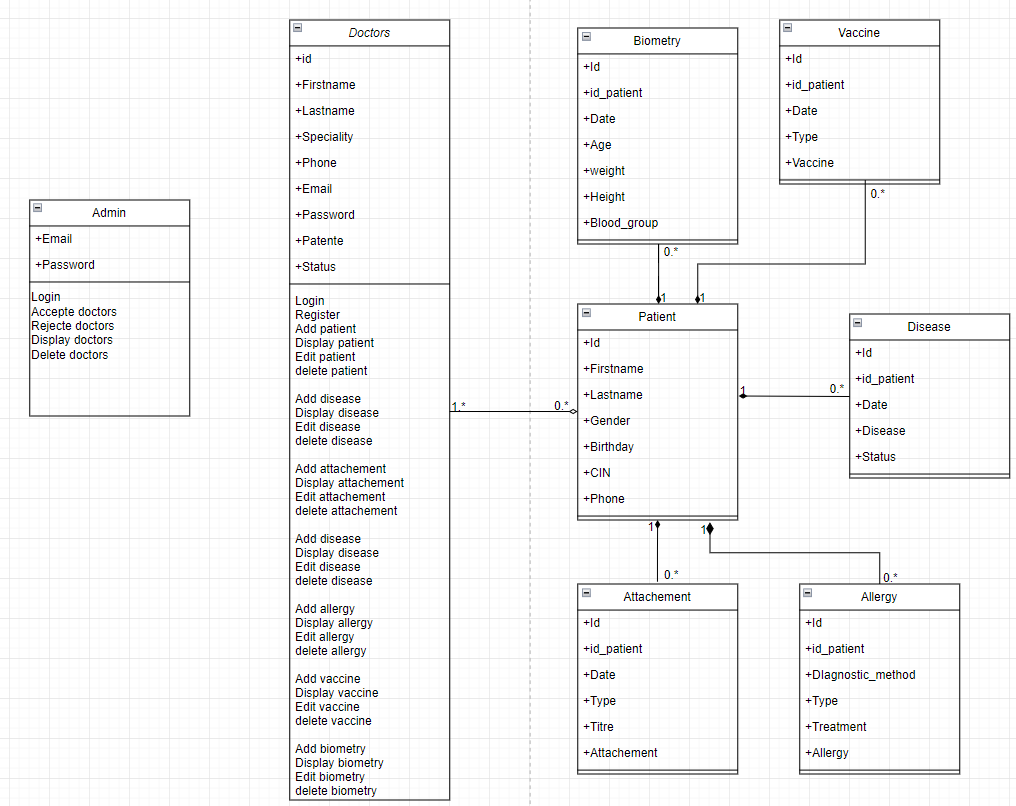 Admin
+Email
+Password
Login
Accepte doctors
Rejecte doctors
Display doctors
Delete doctors
Doctors
+id
+Firstname
+Lastname
+Speciality
+Phone
+Email
+Password
+Patente
+Status
Login
Register
Add patient
Display patient
Edit patient
delete patient
Add disease
Display disease
Edit disease
delete disease
Add attachement
Display attachement
Edit attachement
delete attachement
Add disease
Display disease
Edit disease
delete disease
Add allergy
Display allergy
Edit allergy
delete allergy
Add vaccine
Display vaccine
Edit vaccine
delete vaccine
Add biometry
Display biometry
Edit biometry
delete biometry
1.*
0.*
Biometry
+Id
+id_patient
+Date
+Age
+weight
+Height
+Blood_group
0.*
1
Vaccine
+Id
+id_patient
+Date
+Type
+Vaccine
0.*
1
Patient
+Id
+Firstname
+Lastname
+Gender
+Birthday
+CIN
+Phone
1
0.*
Disease
+Id
+id_patient
+Date
+Disease
+Status
1
0.*
Attachement
+Id
+id_patient
+Date
+Type
+Titre
+Attachement
1
0.*
Allergy
+Id
+id_patient
+DIagnostic_method
+Type
+Treatment
+Allergy